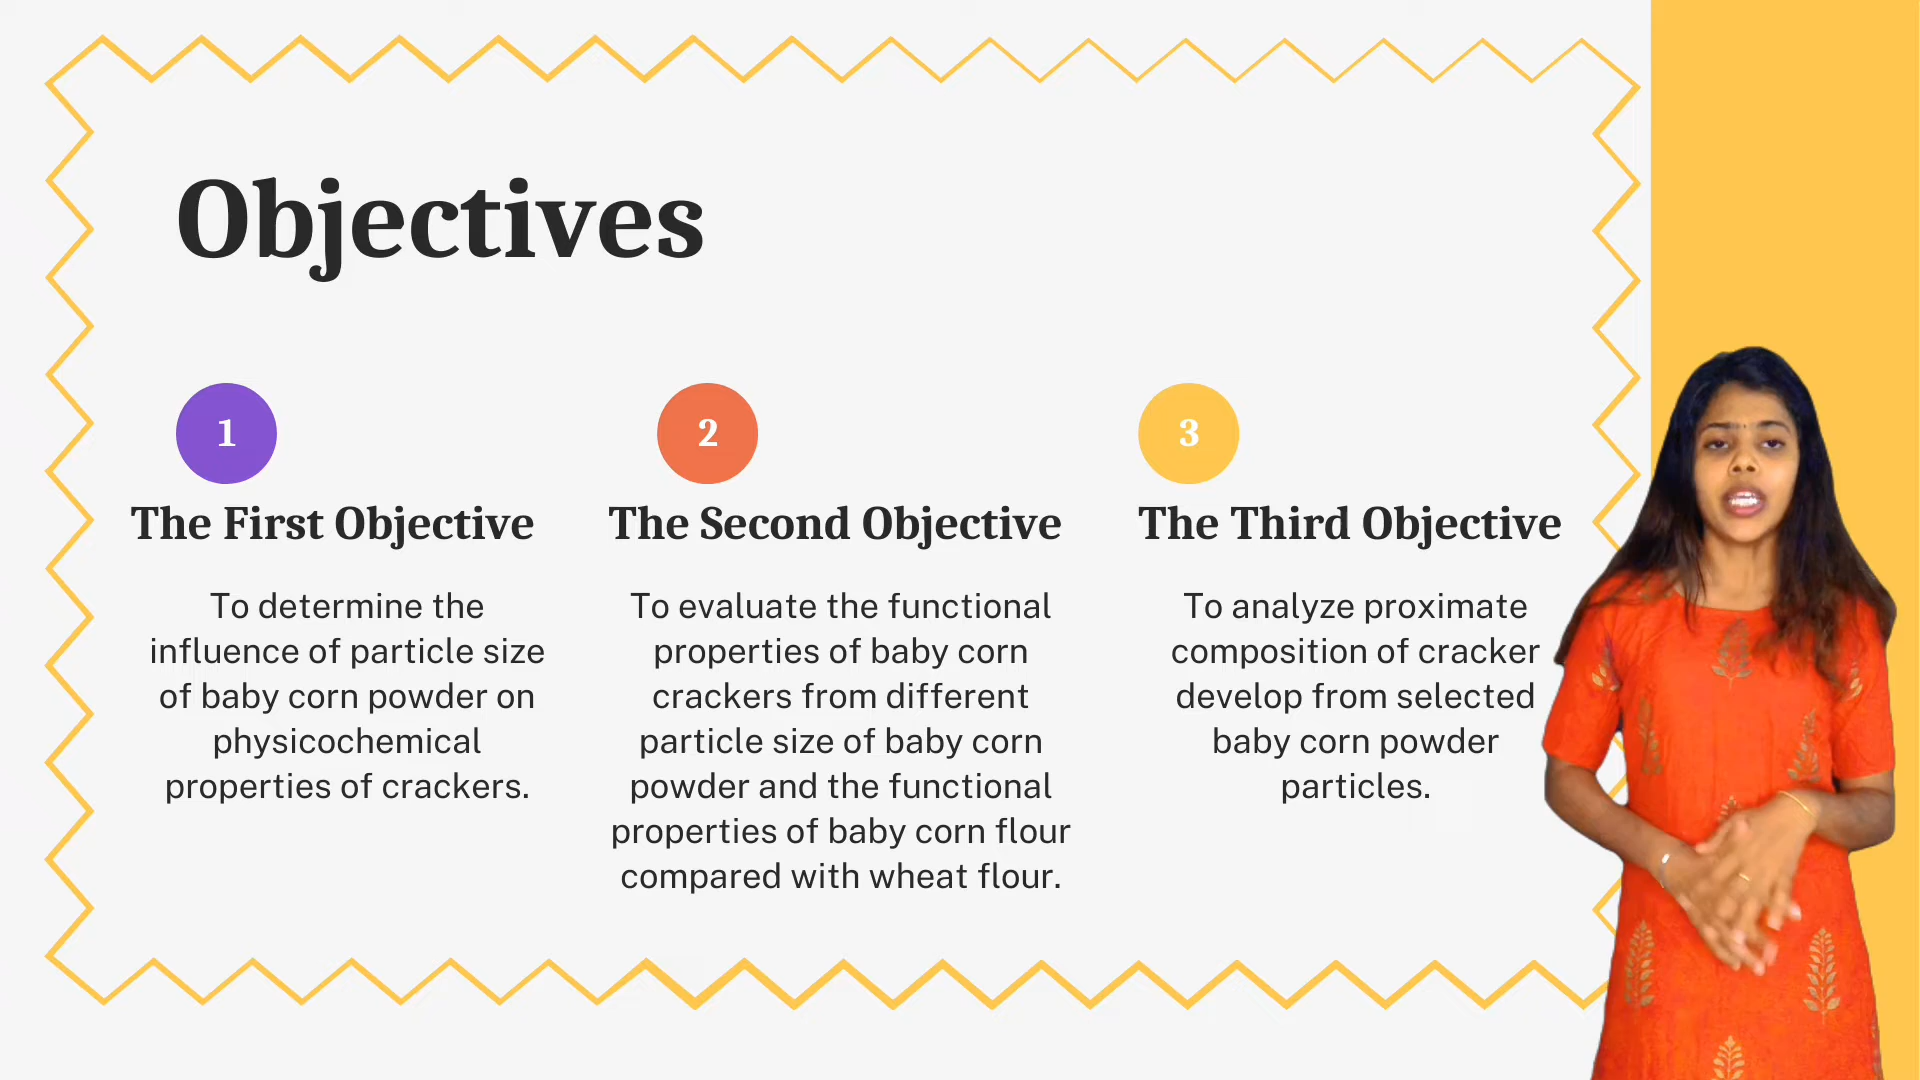 Objectives
1
The First Objective
To determine the
influence of particle size
of baby corn powder on
physicochemical
properties of crackers.
2
The Second Objective
To evaluate the functional
properties of baby corn
crackers from different
particle size of baby corn
powder and the functional
properties of baby corn flour
compared with wheat flour.
3
The Third Objective
To analyze proximate
composition of cracker
develop from selected
baby corn powder
particles.